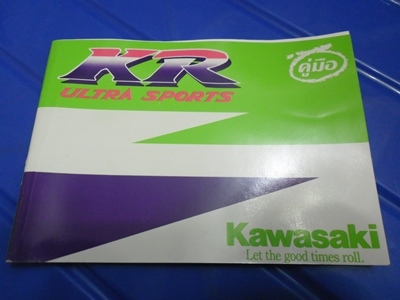 KR
ULTRA SPORTS
คู่มือ
Kawasaki
Let the good times roll.